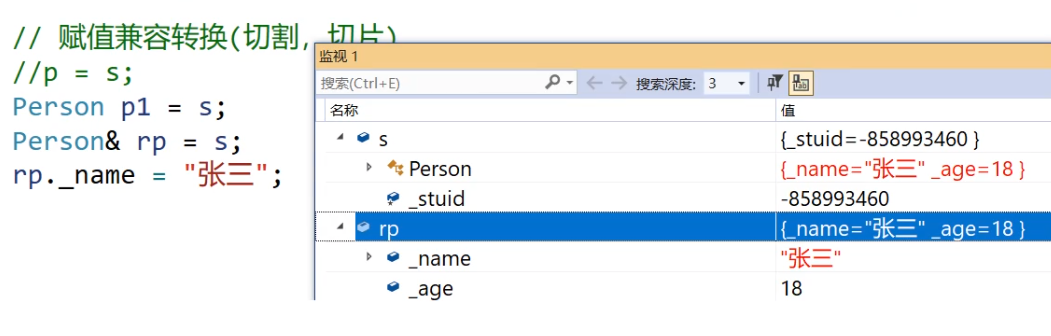 // 赋值兼容转换(切割, 切片)
//p = s;
Person p1 = s;
Person& rp = s;
rp._name = "张三";
监视 1
搜索(Ctrl+E)
搜索深度: 3
名称 值
s {_stuid=-858993460 }
Person {_name="张三" _age=18 }
_stuid -858993460
rp {_name="张三" _age=18 }
_name "张三"
_age 18